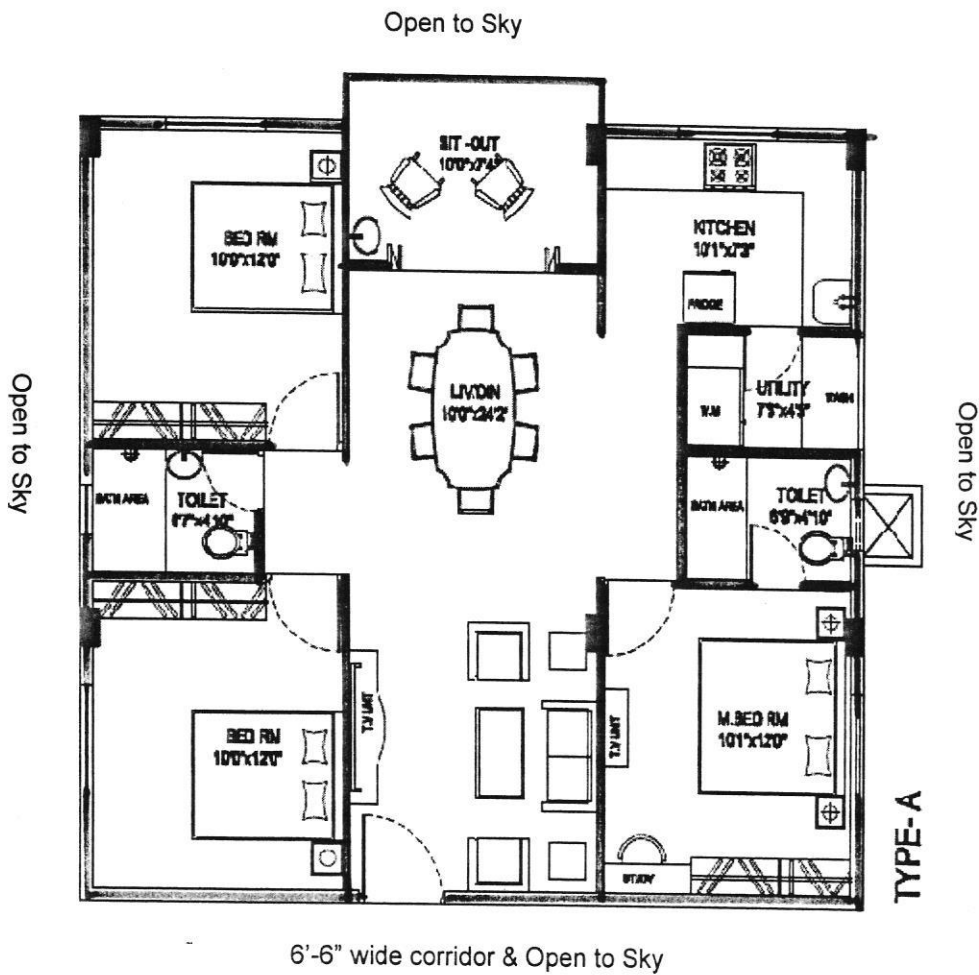 Open to Sky
SIT -OUT
10'0"x7'4"
BED RM
10'0"x12'0"
KITCHEN
10'1"x7'3"
FRIDGE
Open to Sky
LIV/DIN
10'0"x24'2"
W.M
UTILITY
7'3"x4'3"
WASH
Open to Sky
BATH AREA
TOILET
6'7"x4'10"
BATH AREA
TOILET
6'9"x4'10"
T.V UNIT
T.V UNIT
BED RM
10'0"x12'0"
M.BED RM
10'1"x12'0"
STUDY
TYPE- A
6'-6" wide corridor & Open to Sky